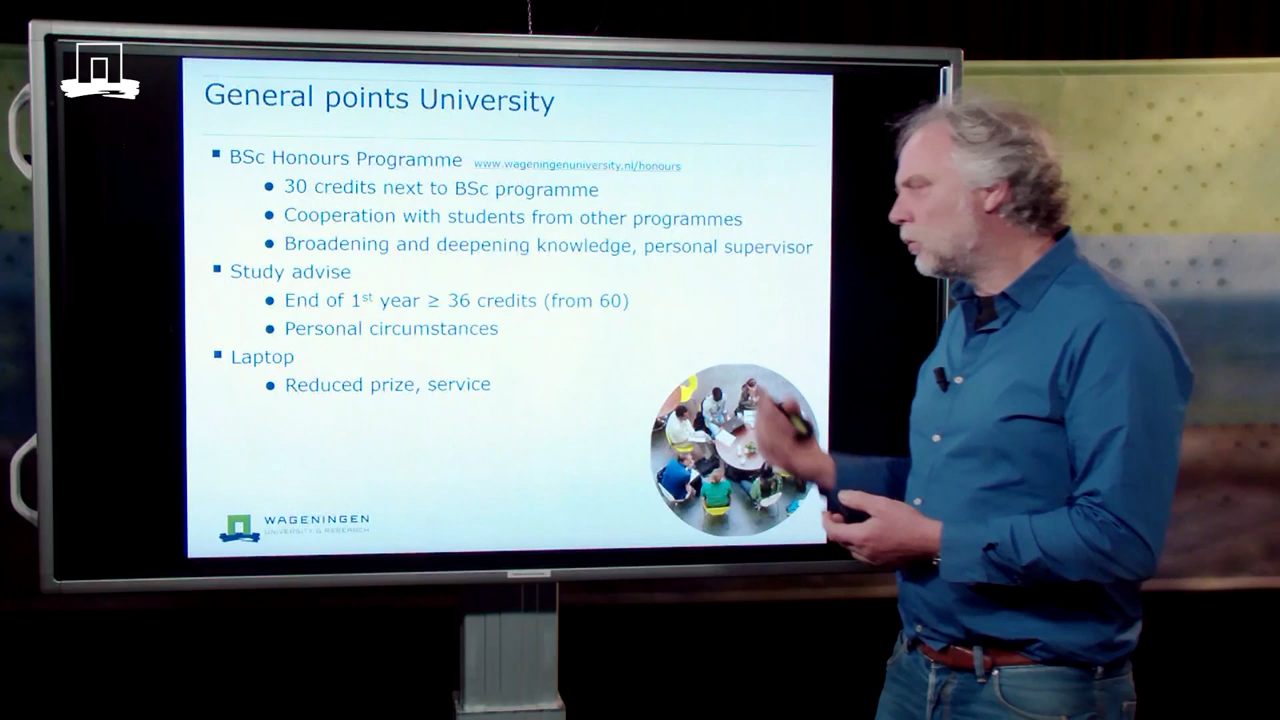 General points University
BSc Honours Programme www.wageningenuniversity.nl/honours
30 credits next to BSc programme
Cooperation with students from other programmes
Broadening and deepening knowledge, personal supervisor
Study advise
End of 1st year ≥ 36 credits (from 60)
Personal circumstances
Laptop
Reduced prize, service
WAGENINGEN
UNIVERSITY & RESEARCH